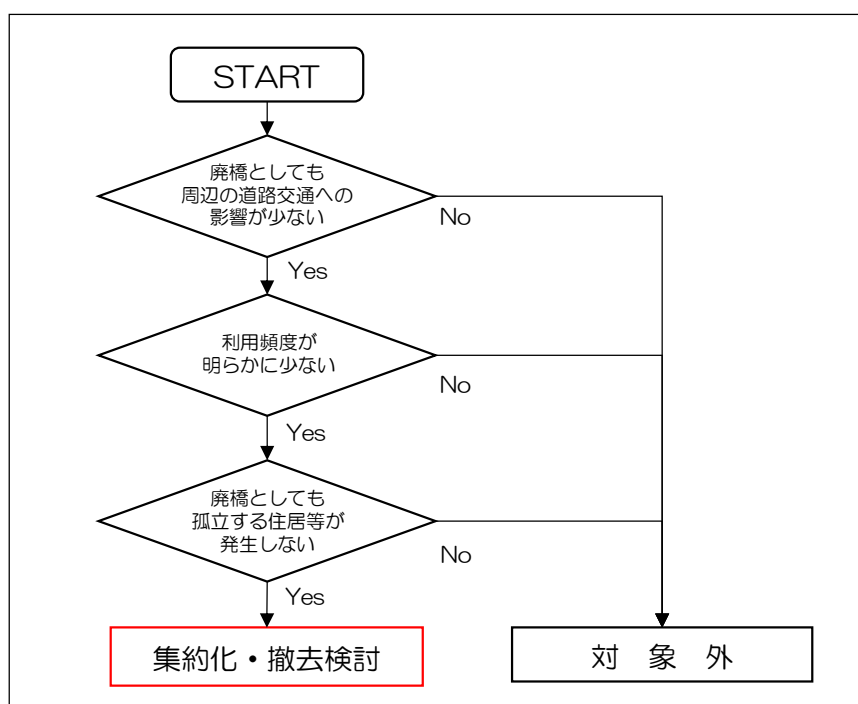 START
廃橋としても
周辺の道路交通への
影響が少ない
No
Yes
利用頻度が
明らかに少ない
No
Yes
廃橋としても
孤立する住居等が
発生しない
No
Yes
集約化・撤去検討
対　象　外